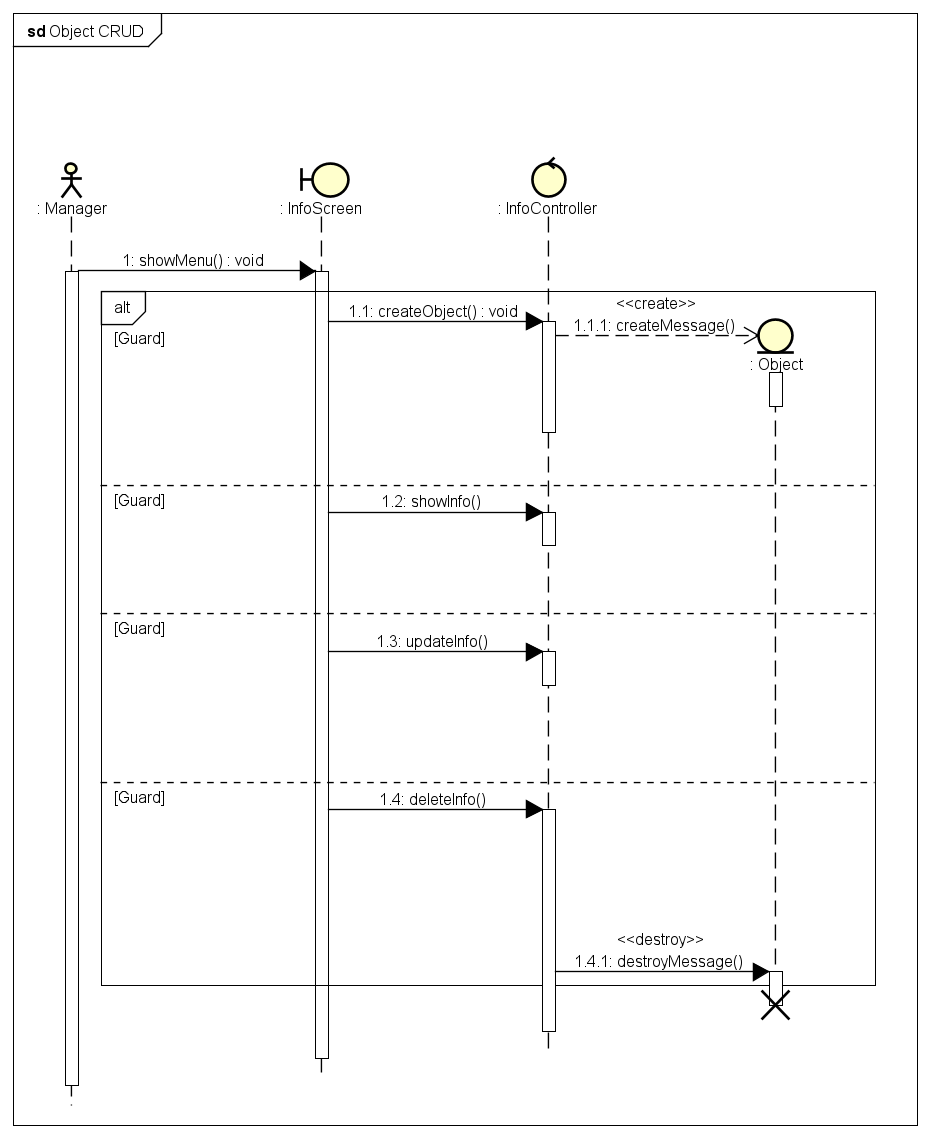 sd Object CRUD
: Manager
: InfoScreen
: InfoController
1: showMenu() : void
alt
[Guard]
1.1: createObject() : void
<<create>>
1.1.1: createMessage()
: Object
[Guard]
1.2: showInfo()
[Guard]
1.3: updateInfo()
[Guard]
1.4: deleteInfo()
<<destroy>>
1.4.1: destroyMessage()